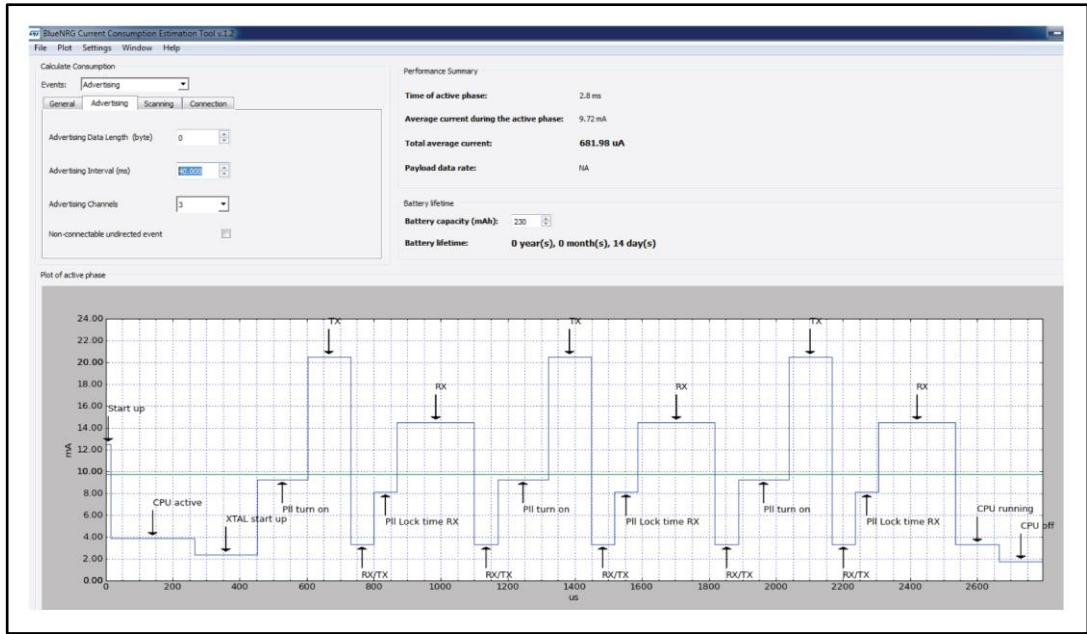 BlueNRG Current Consumption Estimation Tool v.1.2
File Plot Settings Window Help
Calculate Consumption
Events: Advertising
General Advertising Scanning Connection
Advertising Data Length (byte) 0
Advertising Interval (ms) 40.000
Advertising Channels 3
Non-connectable undirected event
Performance Summary
Time of active phase: 2.8 ms
Average current during the active phase: 9.72 mA
Total average current: 681.98 uA
Payload data rate: NA
Battery lifetime
Battery capacity (mAh): 230
Battery lifetime: 0 year(s), 0 month(s), 14 day(s)
Plot of active phase
24.00
22.00
20.00
18.00
16.00
14.00
12.00
10.00
8.00
6.00
4.00
2.00
0.00
mA
TX TX TX
RX RX RX
Start up
CPU active
XTAL start up
Pll turn on Pll turn on Pll turn on
Pll Lock time RX Pll Lock time RX Pll Lock time RX
CPU running
CPU off
RX/TX RX/TX RX/TX RX/TX RX/TX
0 200 400 600 800 1000 1200 1400 1600 1800 2000 2200 2400 2600
us